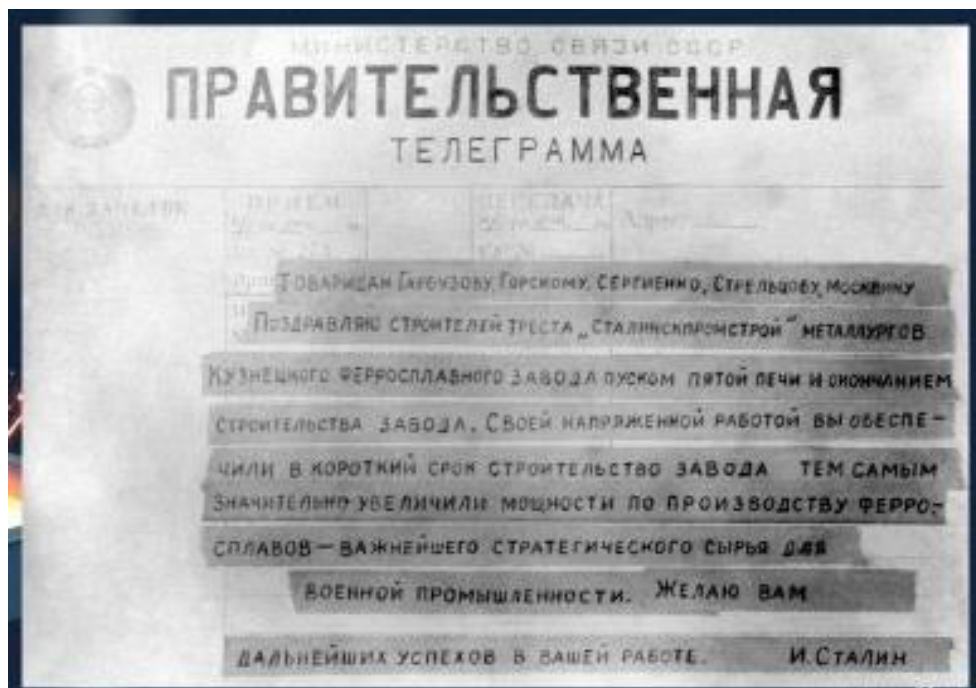 МИНИСТЕРСТВО СВЯЗИ СССР
ПРАВИТЕЛЬСТВЕННАЯ
ТЕЛЕГРАММА
ПРИЕМ
ПЕРЕДАЧА
ТОВАРИЩАМ ГАРБУЗОВУ, ГОРСКОМУ, СЕРГИЕНКО, СТРЕЛЬЦОВУ, МОСКВИНУ
ПОЗДРАВЛЯЮ СТРОИТЕЛЕЙ ТРЕСТА „СТАЛИНСКПРОМСТРОЙ" МЕТАЛЛУРГОВ
КУЗНЕЦКОГО ФЕРРОСПЛАВНОГО ЗАВОДА ПУСКОМ ПЯТОЙ ПЕЧИ И ОКОНЧАНИЕМ
СТРОИТЕЛЬСТВА ЗАВОДА. СВОЕЙ НАПРЯЖЕННОЙ РАБОТОЙ ВЫ ОБЕСПЕ-
ЧИЛИ В КОРОТКИЙ СРОК СТРОИТЕЛЬСТВО ЗАВОДА ТЕМ САМЫМ
ЗНАЧИТЕЛЬНО УВЕЛИЧИЛИ МОЩНОСТИ ПО ПРОИЗВОДСТВУ ФЕРРО-
СПЛАВОВ — ВАЖНЕЙШЕГО СТРАТЕГИЧЕСКОГО СЫРЬЯ ДЛЯ
ВОЕННОЙ ПРОМЫШЛЕННОСТИ. ЖЕЛАЮ ВАМ
ДАЛЬНЕЙШИХ УСПЕХОВ В ВАШЕЙ РАБОТЕ. И. СТАЛИН